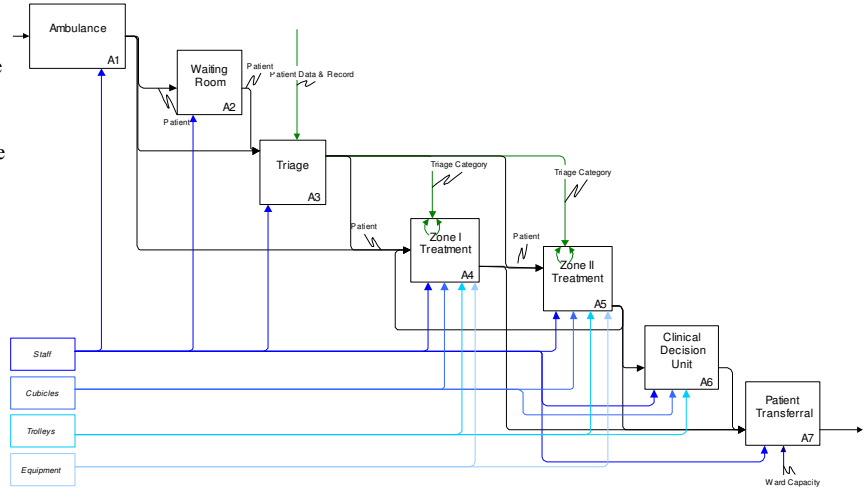 Ambulance
A1
e
Waiting
Room
A2
Patient
Patient Data & Record
Patient
e
Triage
A3
Triage Category
Triage Category
Patient
Zone I
Treatment
A4
Patient
Zone II
Treatment
A5
Staff
Clinical
Decision
Unit
A6
Cubicles
Patient
Transferral
A7
Trolleys
Equipment
Ward Capacity